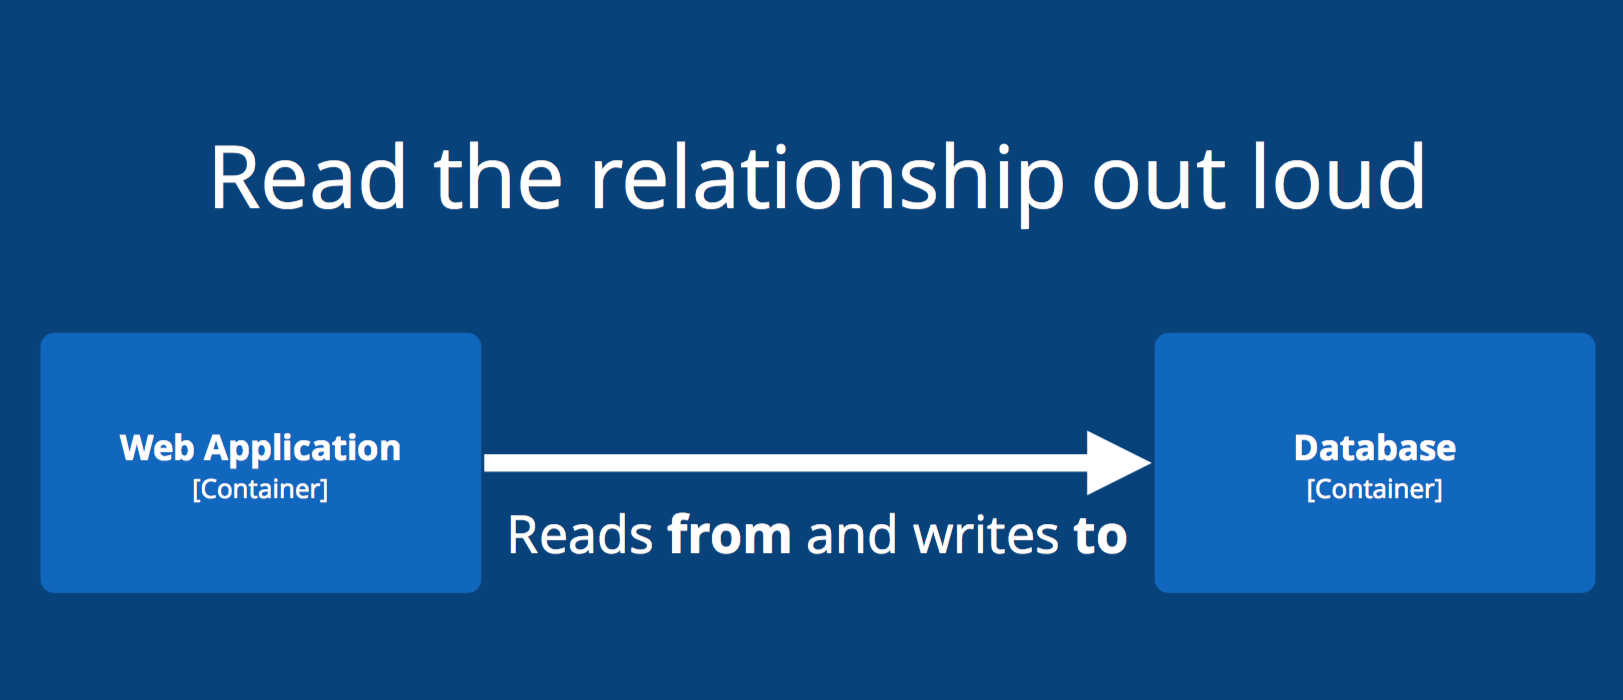 Read the relationship out loud
Web Application
[Container]
Reads from and writes to
Database
[Container]